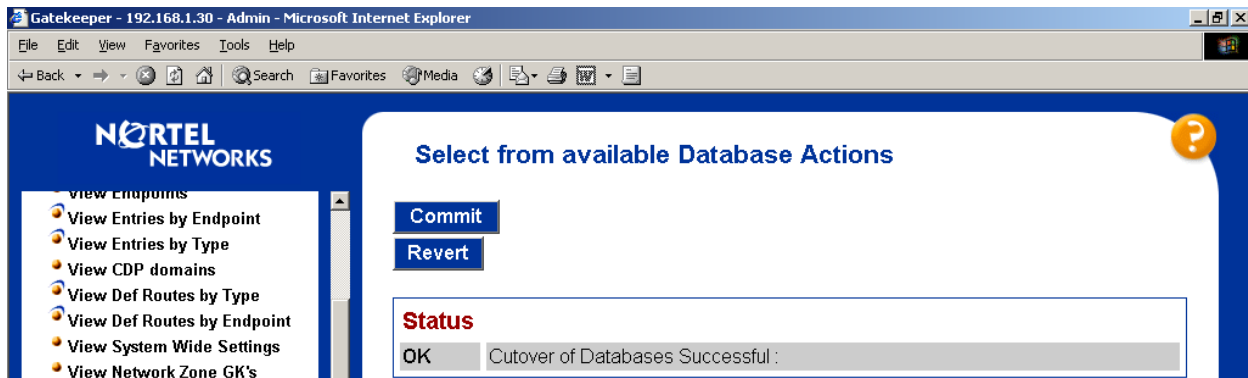 Gatekeeper - 192.168.1.30 - Admin - Microsoft Internet Explorer
File Edit View Favorites Tools Help
Back Search Favorites Media
NORTEL
NETWORKS
View Endpoints
View Entries by Endpoint
View Entries by Type
View CDP domains
View Def Routes by Type
View Def Routes by Endpoint
View System Wide Settings
View Network Zone GK's
Select from available Database Actions
Commit
Revert
Status
OK Cutover of Databases Successful :